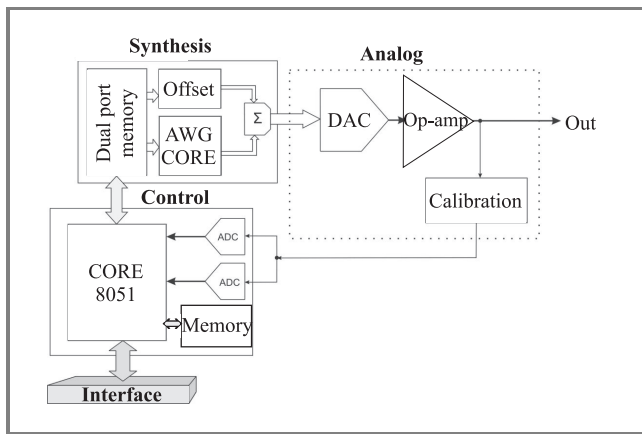 Synthesis
Analog
Dual port
memory
Offset
AWG
CORE
Σ
DAC
Op-amp
Out
Calibration
Control
CORE
8051
ADC
ADC
Memory
Interface